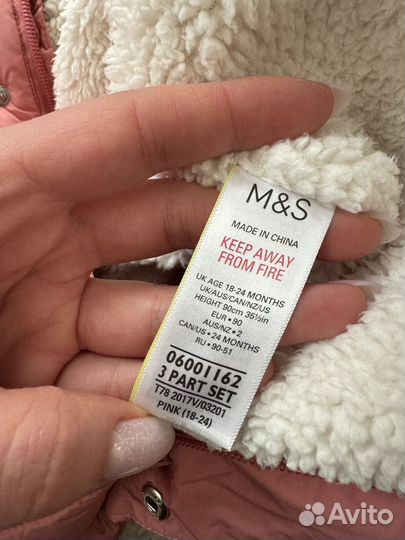 M&S
MADE IN CHINA
KEEP AWAY
FROM FIRE
UK AGE 18-24 MONTHS
UK/AUS/CAN/NZ/US
HEIGHT 90cm 35½in
EUR • 90
AUS/NZ • 2
CAN/US • 24 MONTHS
RU • 90-51
06001162
3 PART SET
T78 2017V/03201
PINK (18-24)
Avito